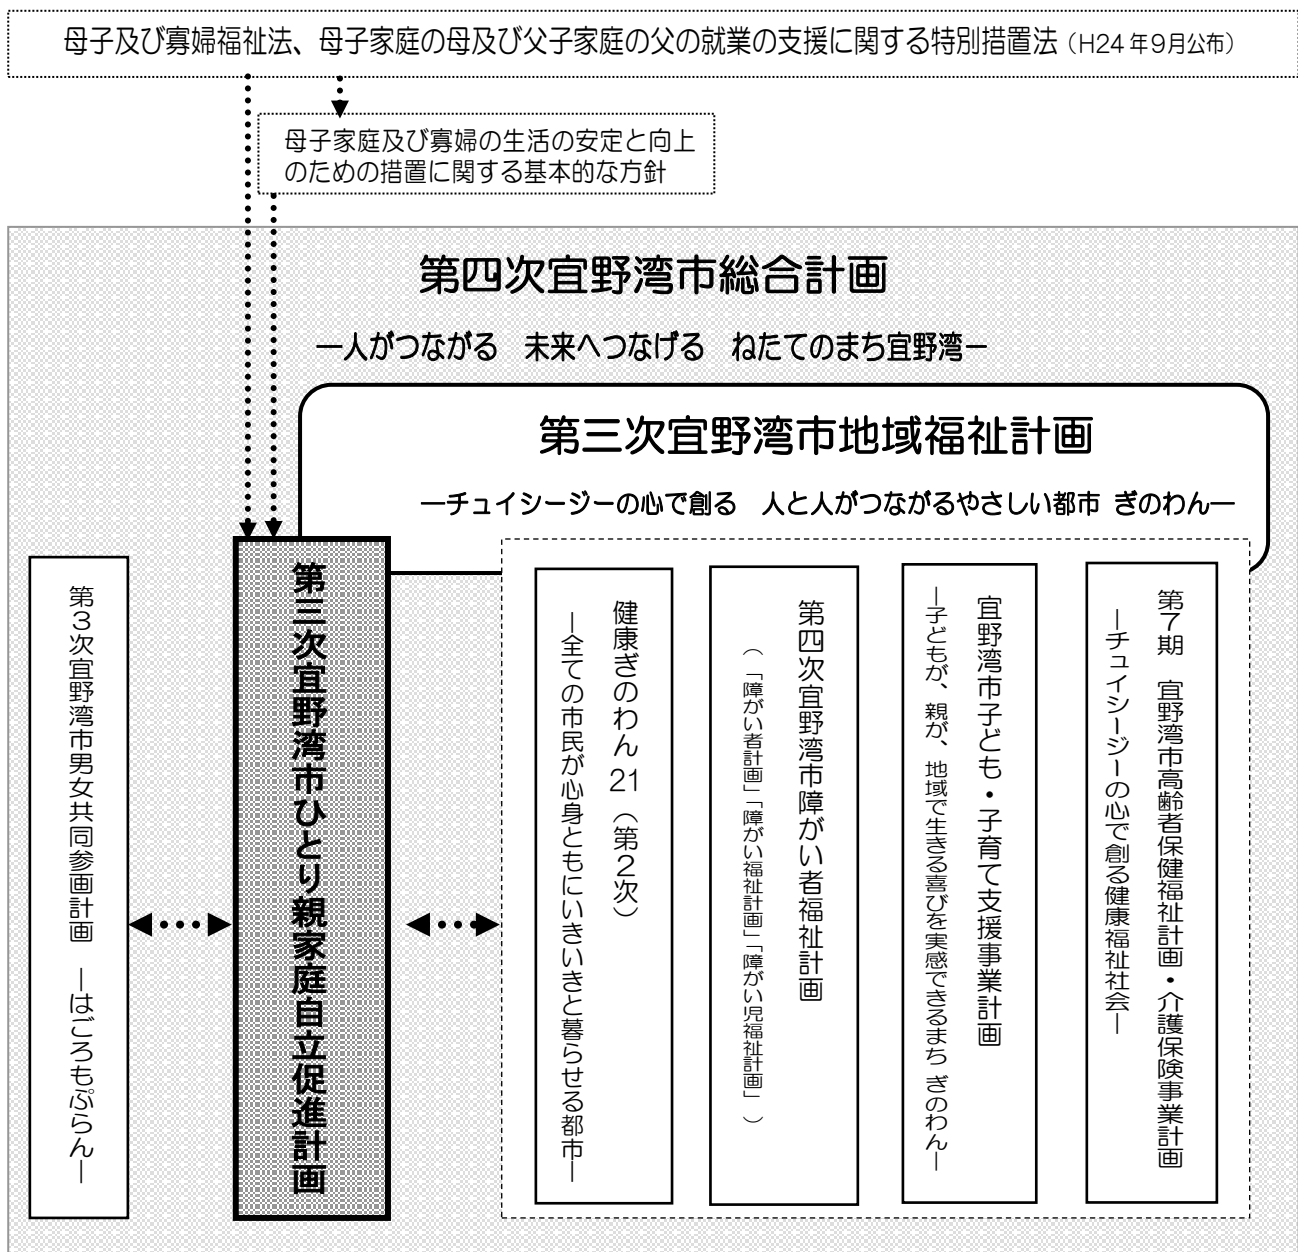 母子及び寡婦福祉法、母子家庭の母及び父子家庭の父の就業の支援に関する特別措置法（H24年9月公布）
母子家庭及び寡婦の生活の安定と向上
のための措置に関する基本的な方針
第四次宜野湾市総合計画
―人がつながる　未来へつなげる　ねたてのまち宜野湾―
第三次宜野湾市地域福祉計画
―チュイシージーの心で創る　人と人がつながるやさしい都市 ぎのわん―
第7期　宜野湾市高齢者保健福祉計画・介護保険事業計画
―チュイシージーの心で創る健康福祉社会―
宜野湾市子ども・子育て支援事業計画
―子どもが、親が、地域で生きる喜びを実感できるまち ぎのわん―
第四次宜野湾市障がい者福祉計画
（「障がい者計画」「障がい福祉計画」「障がい児福祉計画」）
健康ぎのわん 21（第2次）
―全ての市民が心身ともにいきいきと暮らせる都市―
第三次宜野湾市ひとり親家庭自立促進計画
第3次宜野湾市男女共同参画計画　―はごろもぷらん―